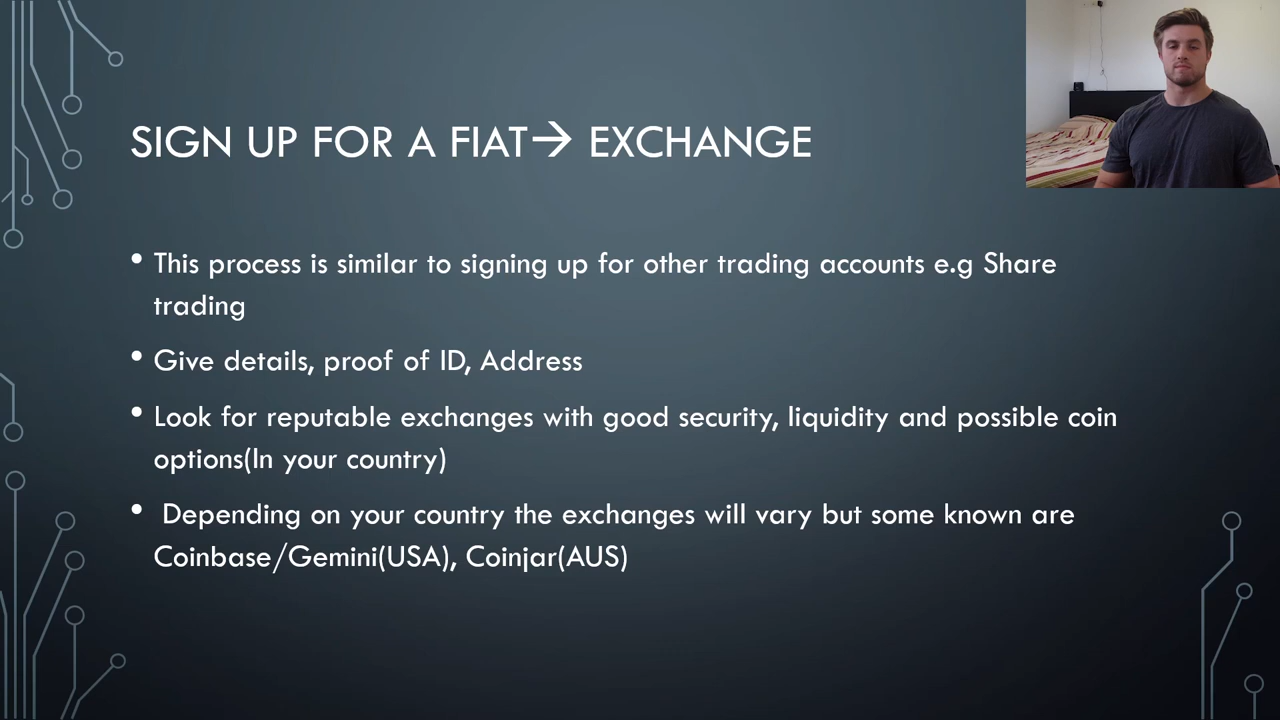 SIGN UP FOR A FIAT→ EXCHANGE
• This process is similar to signing up for other trading accounts e.g Share
trading
• Give details, proof of ID, Address
• Look for reputable exchanges with good security, liquidity and possible coin
options(In your country)
• Depending on your country the exchanges will vary but some known are
Coinbase/Gemini(USA), Coinjar(AUS)